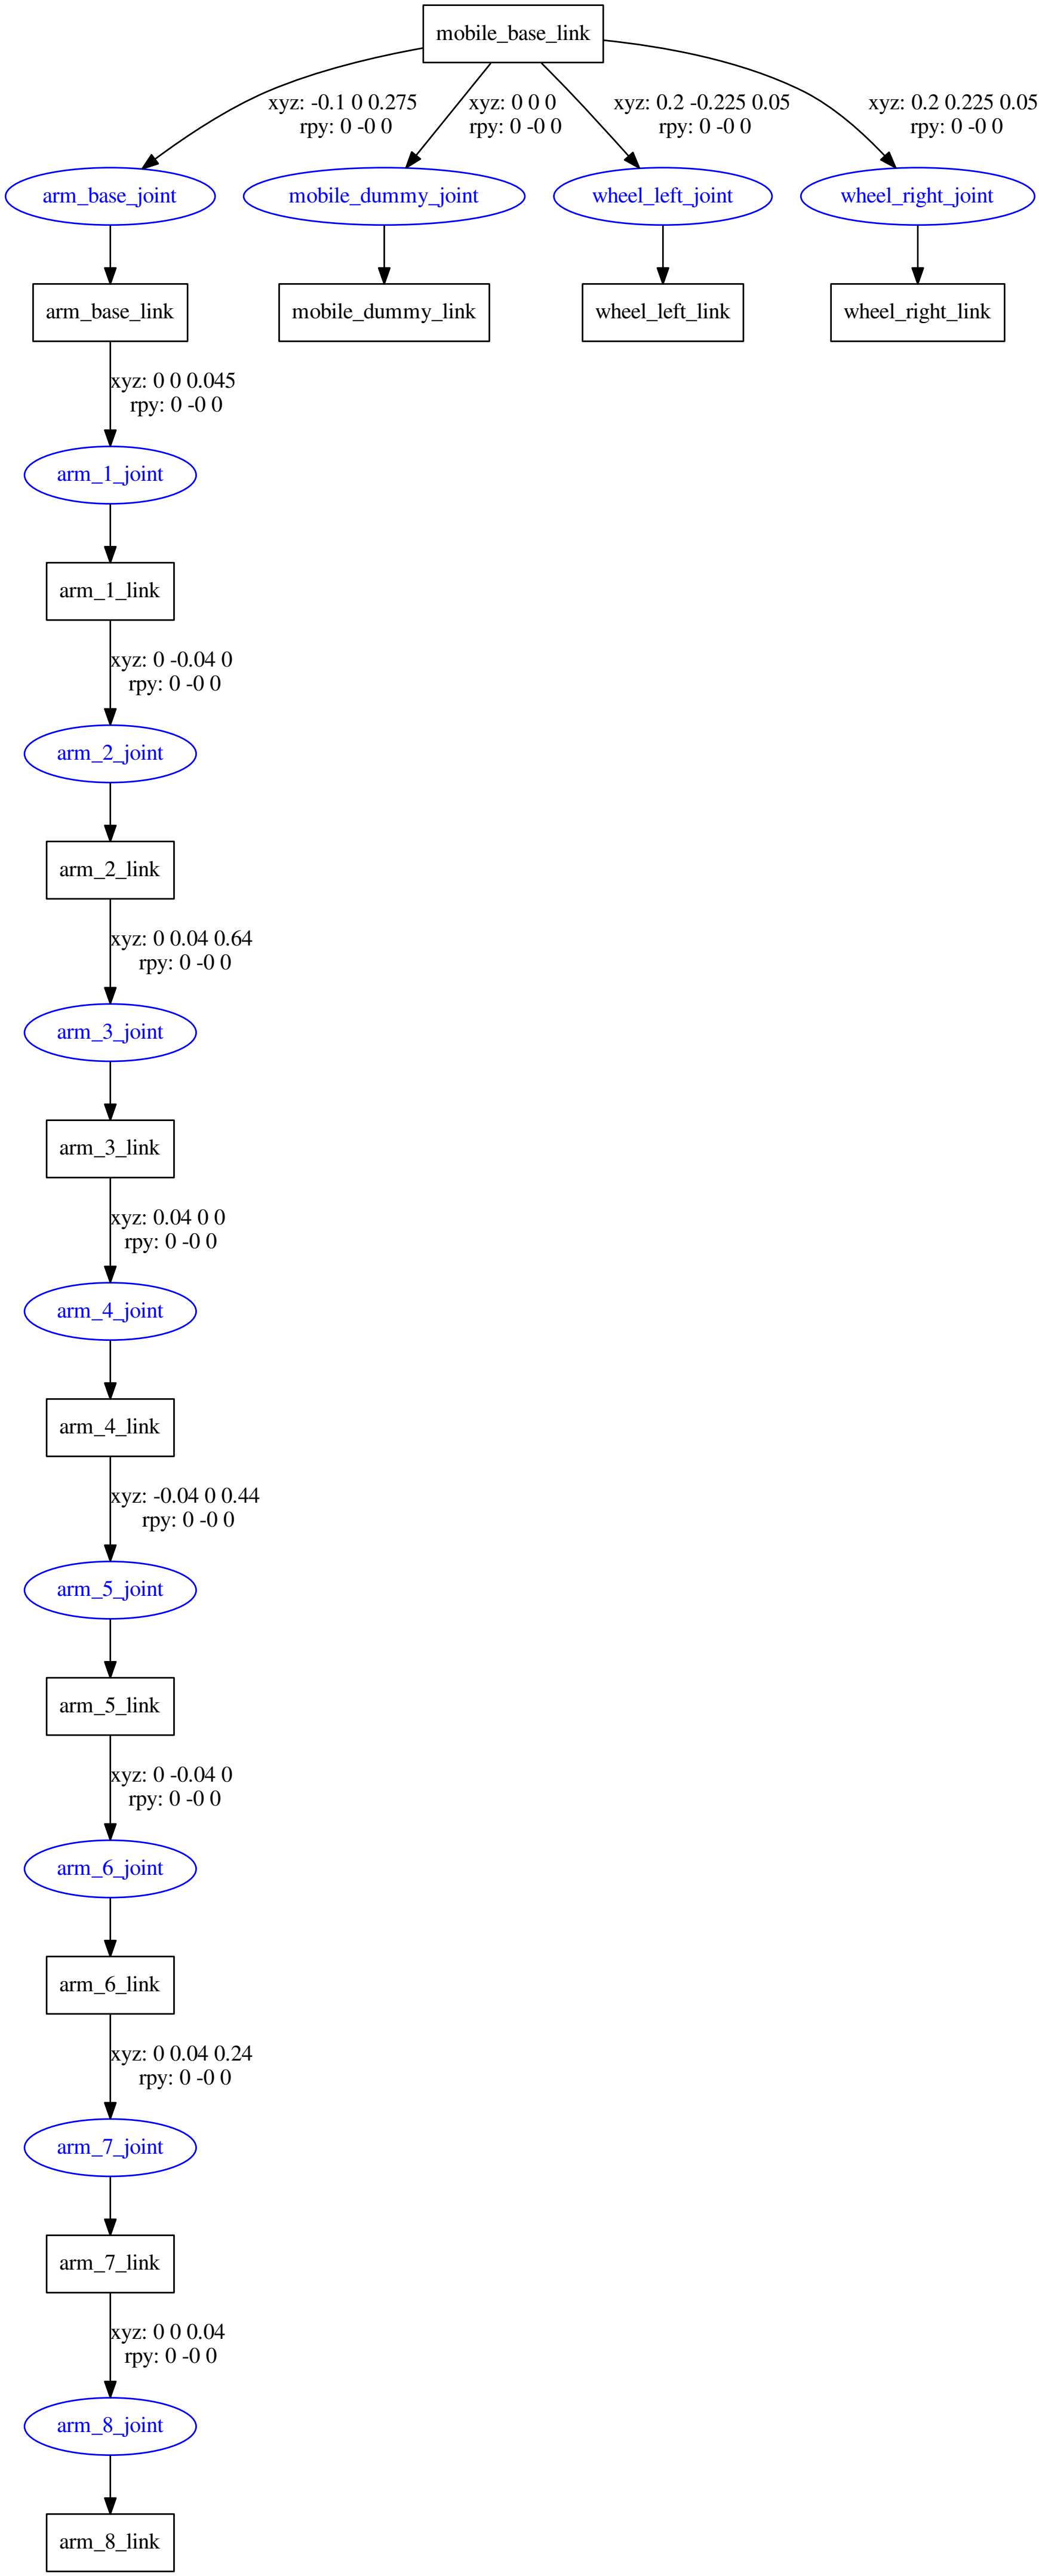 mobile_base_link
xyz: -0.1 0 0.275
rpy: 0 -0 0
xyz: 0 0 0
rpy: 0 -0 0
xyz: 0.2 -0.225 0.05
rpy: 0 -0 0
xyz: 0.2 0.225 0.05
rpy: 0 -0 0
arm_base_joint
mobile_dummy_joint
wheel_left_joint
wheel_right_joint
arm_base_link
mobile_dummy_link
wheel_left_link
wheel_right_link
xyz: 0 0 0.045
rpy: 0 -0 0
arm_1_joint
arm_1_link
xyz: 0 -0.04 0
rpy: 0 -0 0
arm_2_joint
arm_2_link
xyz: 0 0.04 0.64
rpy: 0 -0 0
arm_3_joint
arm_3_link
xyz: 0.04 0 0
rpy: 0 -0 0
arm_4_joint
arm_4_link
xyz: -0.04 0 0.44
rpy: 0 -0 0
arm_5_joint
arm_5_link
xyz: 0 -0.04 0
rpy: 0 -0 0
arm_6_joint
arm_6_link
xyz: 0 0.04 0.24
rpy: 0 -0 0
arm_7_joint
arm_7_link
xyz: 0 0 0.04
rpy: 0 -0 0
arm_8_joint
arm_8_link